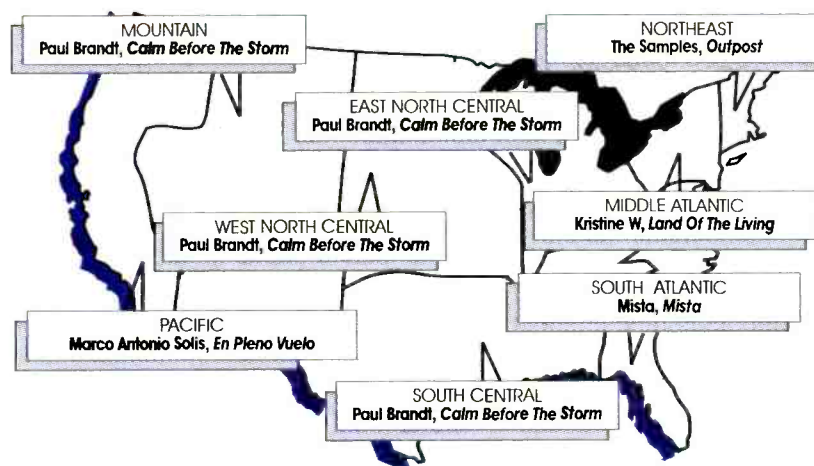 MOUNTAIN
Paul Brandt, Calm Before The Storm
NORTHEAST
The Samples, Outpost
EAST NORTH CENTRAL
Paul Brandt, Calm Before The Storm
MIDDLE ATLANTIC
Kristine W, Land Of The Living
WEST NORTH CENTRAL
Paul Brandt, Calm Before The Storm
SOUTH ATLANTIC
Mista, Mista
PACIFIC
Marco Antonio Solis, En Pleno Vuelo
SOUTH CENTRAL
Paul Brandt, Calm Before The Storm